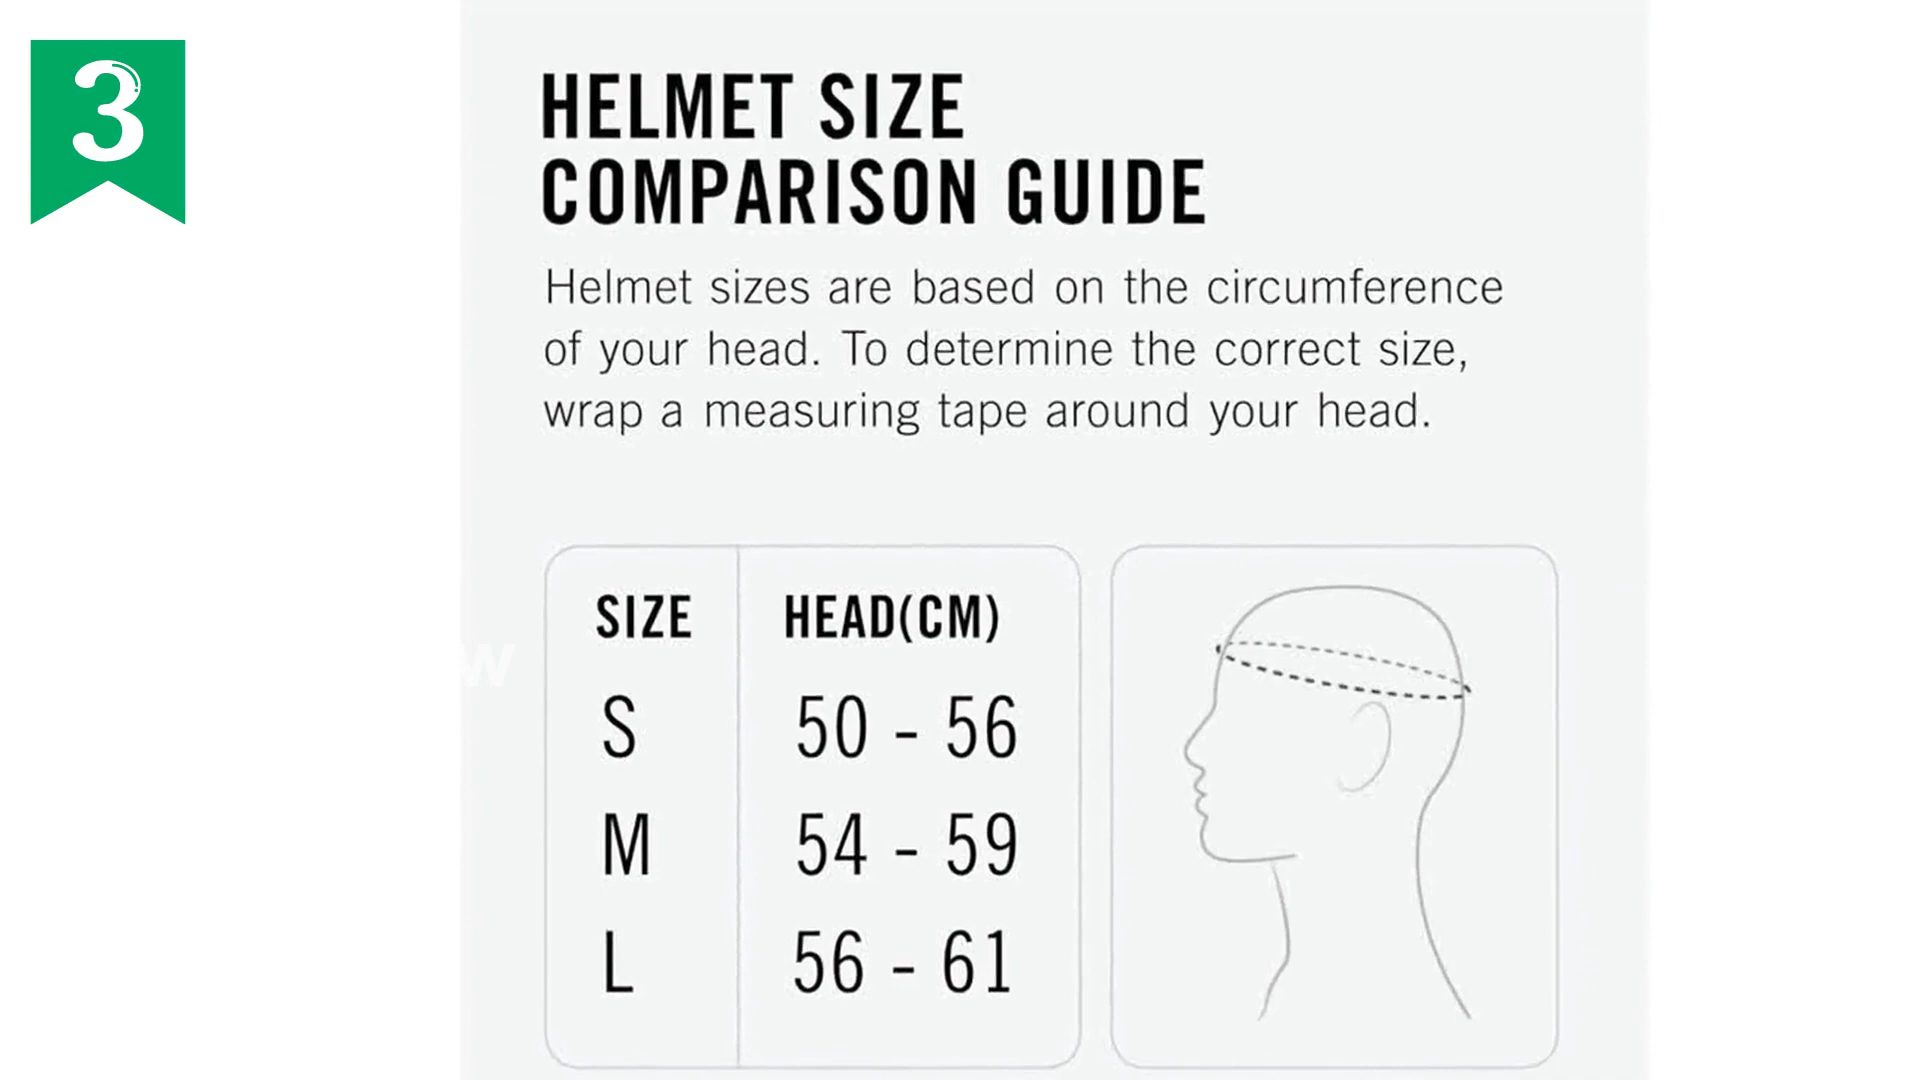 3
HELMET SIZE
COMPARISON GUIDE
Helmet sizes are based on the circumference
of your head. To determine the correct size,
wrap a measuring tape around your head.
SIZE HEAD(CM)
S 50 - 56
M 54 - 59
L 56 - 61